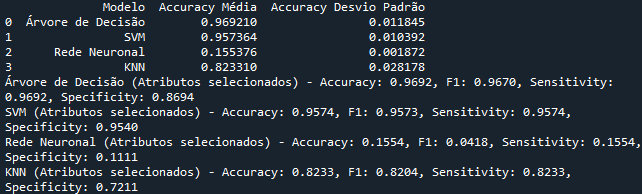 Modelo Accuracy Média Accuracy Desvio Padrão
0 Árvore de Decisão 0.969210 0.011845
1 SVM 0.957364 0.010392
2 Rede Neuronal 0.155376 0.001872
3 KNN 0.823310 0.028178
Árvore de Decisão (Atributos selecionados) - Accuracy: 0.9692, F1: 0.9670, Sensitivity:
0.9692, Specificity: 0.8694
SVM (Atributos selecionados) - Accuracy: 0.9574, F1: 0.9573, Sensitivity: 0.9574,
Specificity: 0.9540
Rede Neuronal (Atributos selecionados) - Accuracy: 0.1554, F1: 0.0418, Sensitivity: 0.1554,
Specificity: 0.1111
KNN (Atributos selecionados) - Accuracy: 0.8233, F1: 0.8204, Sensitivity: 0.8233,
Specificity: 0.7211